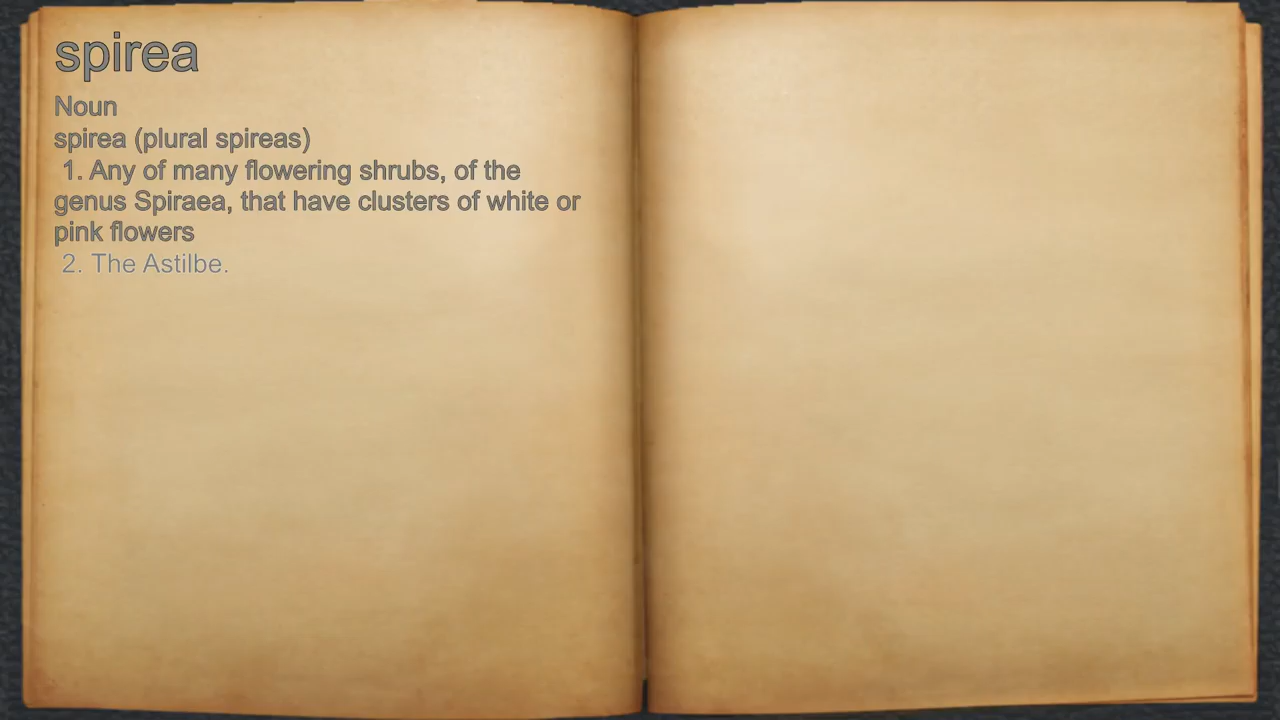 spirea
Noun
spirea (plural spireas)
1. Any of many flowering shrubs, of the
genus Spiraea, that have clusters of white or
pink flowers
2. The Astilbe.